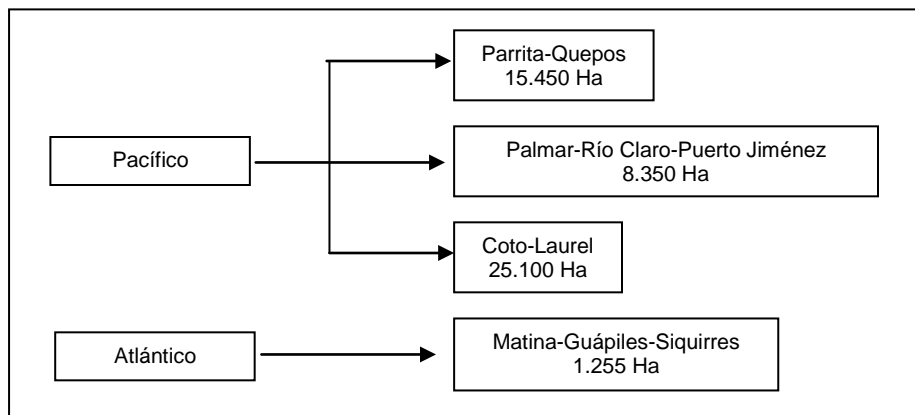 Parrita-Quepos
15.450 Ha
Pacífico
Palmar-Río Claro-Puerto Jiménez
8.350 Ha
Coto-Laurel
25.100 Ha
Atlántico
Matina-Guápiles-Siquirres
1.255 Ha